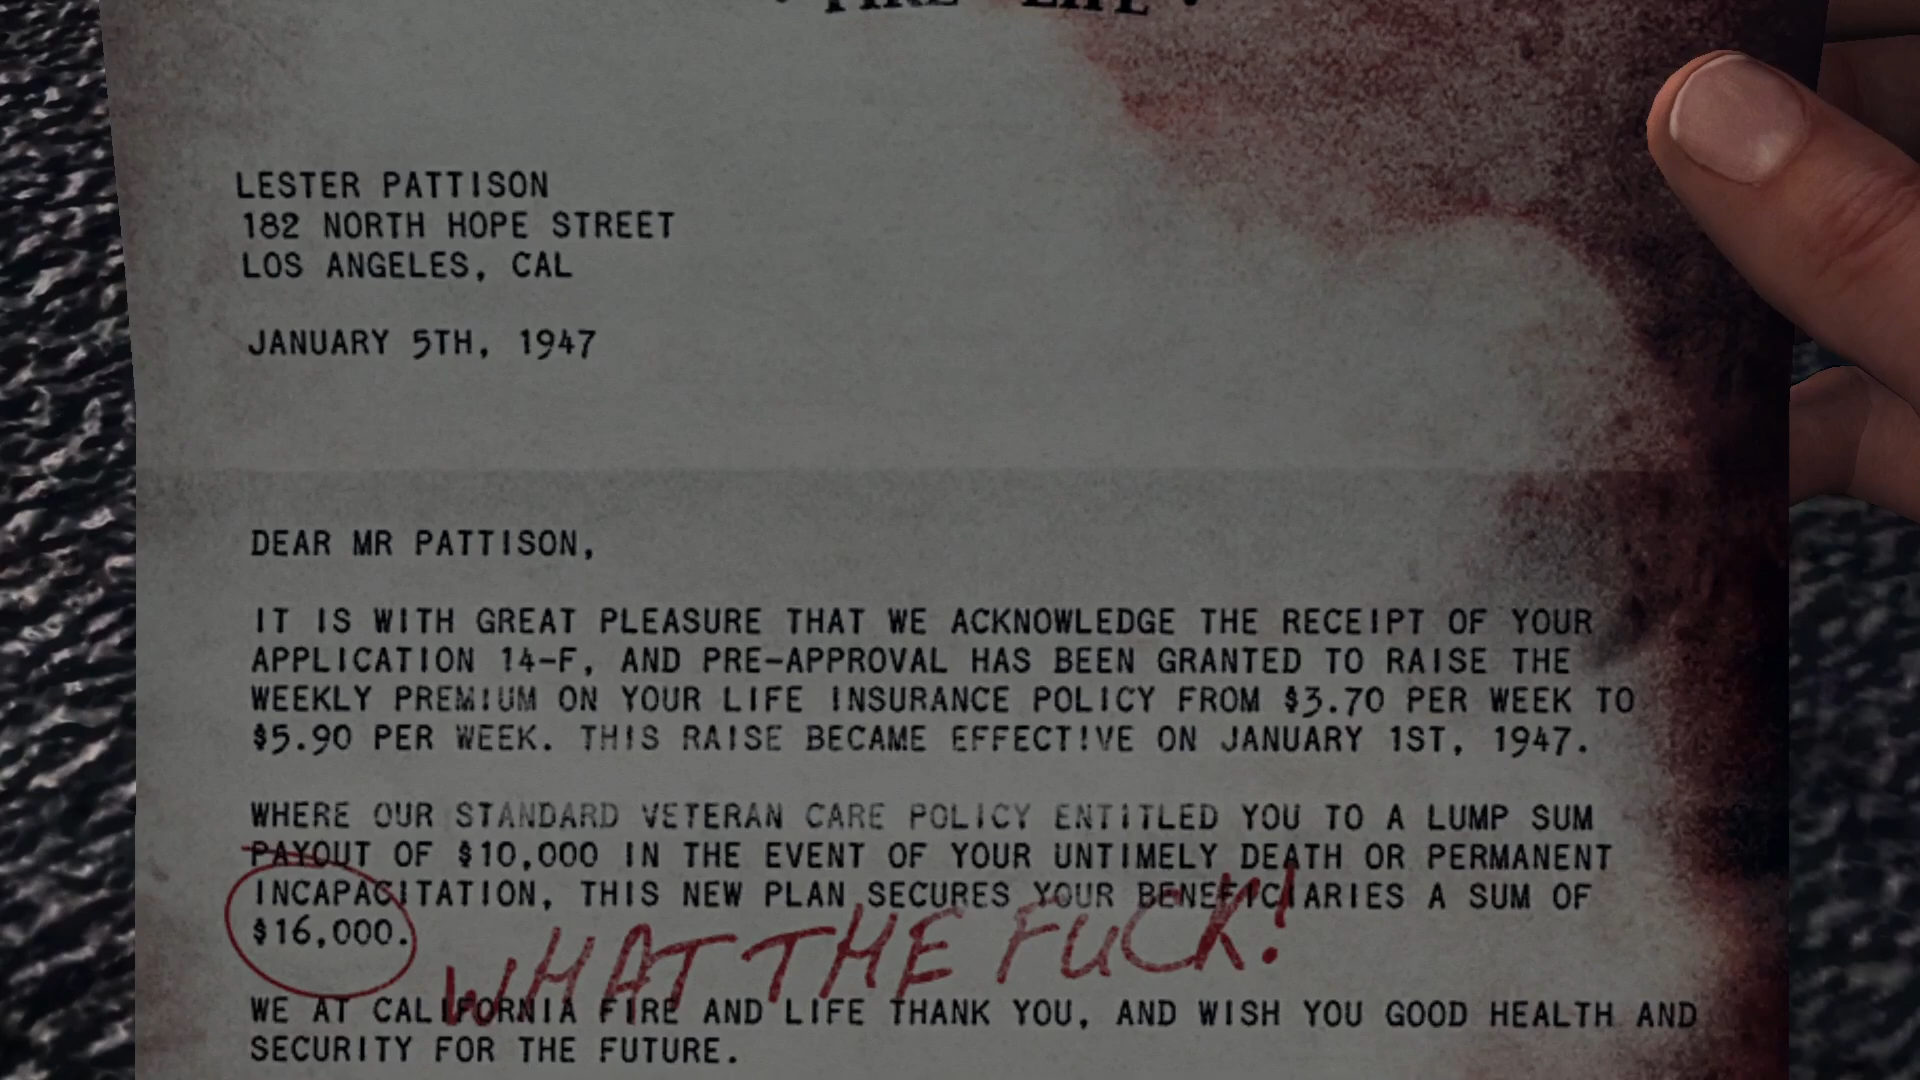 FIRE LIFE
LESTER PATTISON
182 NORTH HOPE STREET
LOS ANGELES, CAL
JANUARY 5TH, 1947
DEAR MR PATTISON,
IT IS WITH GREAT PLEASURE THAT WE ACKNOWLEDGE THE RECEIPT OF YOUR
APPLICATION 14-F, AND PRE-APPROVAL HAS BEEN GRANTED TO RAISE THE
WEEKLY PREMIUM ON YOUR LIFE INSURANCE POLICY FROM $3.70 PER WEEK TO
$5.90 PER WEEK. THIS RAISE BECAME EFFECTIVE ON JANUARY 1ST, 1947.
WHERE OUR STANDARD VETERAN CARE POLICY ENTITLED YOU TO A LUMP SUM
PAYOUT OF $10,000 IN THE EVENT OF YOUR UNTIMELY DEATH OR PERMANENT
INCAPACITATION, THIS NEW PLAN SECURES YOUR BENEFICIARIES A SUM OF
$16,000.
WHAT THE FUCK!
WE AT CALIFORNIA FIRE AND LIFE THANK YOU, AND WISH YOU GOOD HEALTH AND
SECURITY FOR THE FUTURE.